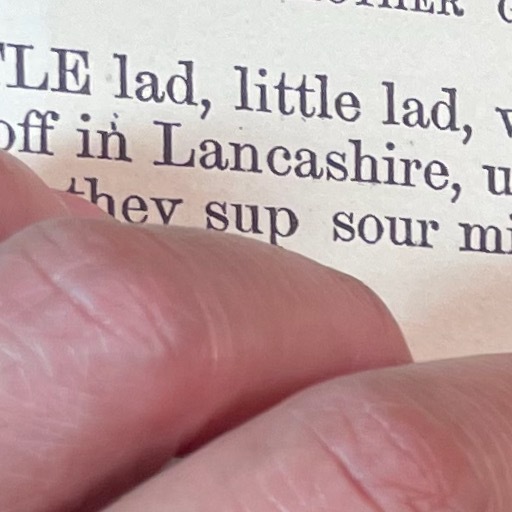 TLE lad, little lad,
off in Lancashire,
they sup sour